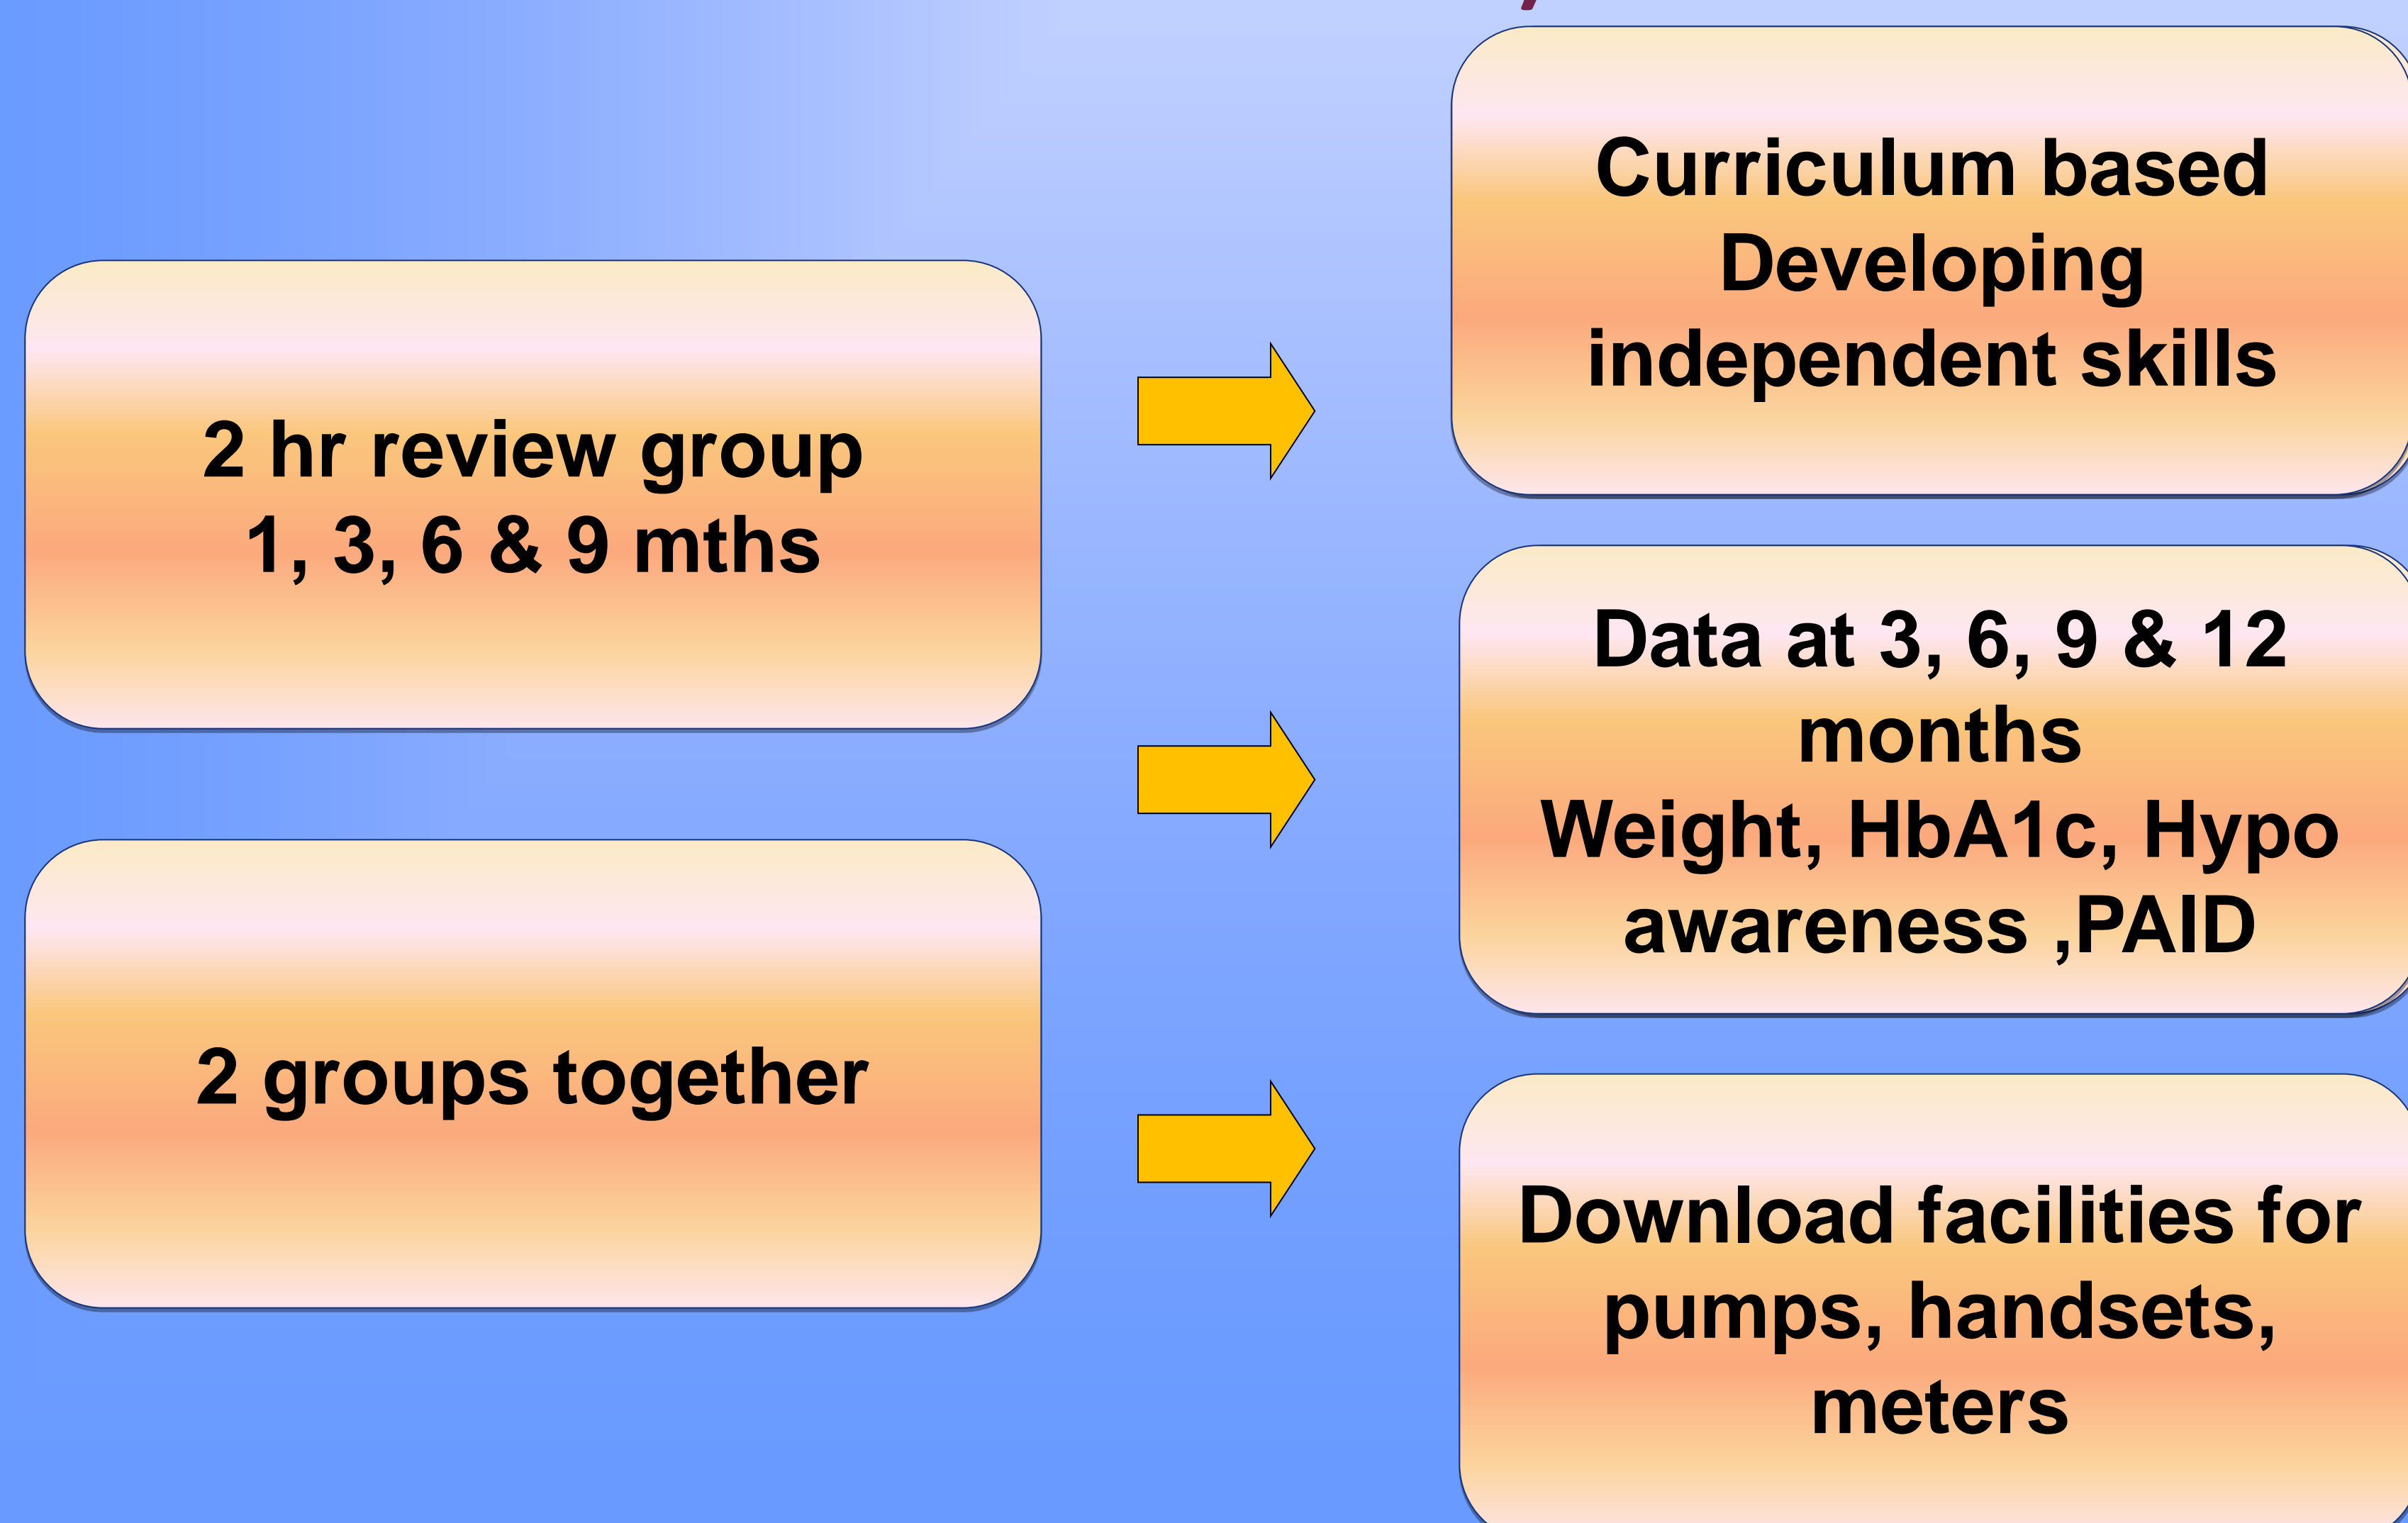 2 hr review group
1, 3, 6 & 9 mths
2 groups together
Curriculum based
Developing
independent skills
Data at 3, 6, 9 & 12
months
Weight, HbA1c, Hypo
awareness ,PAID
Download facilities for
pumps, handsets,
meters